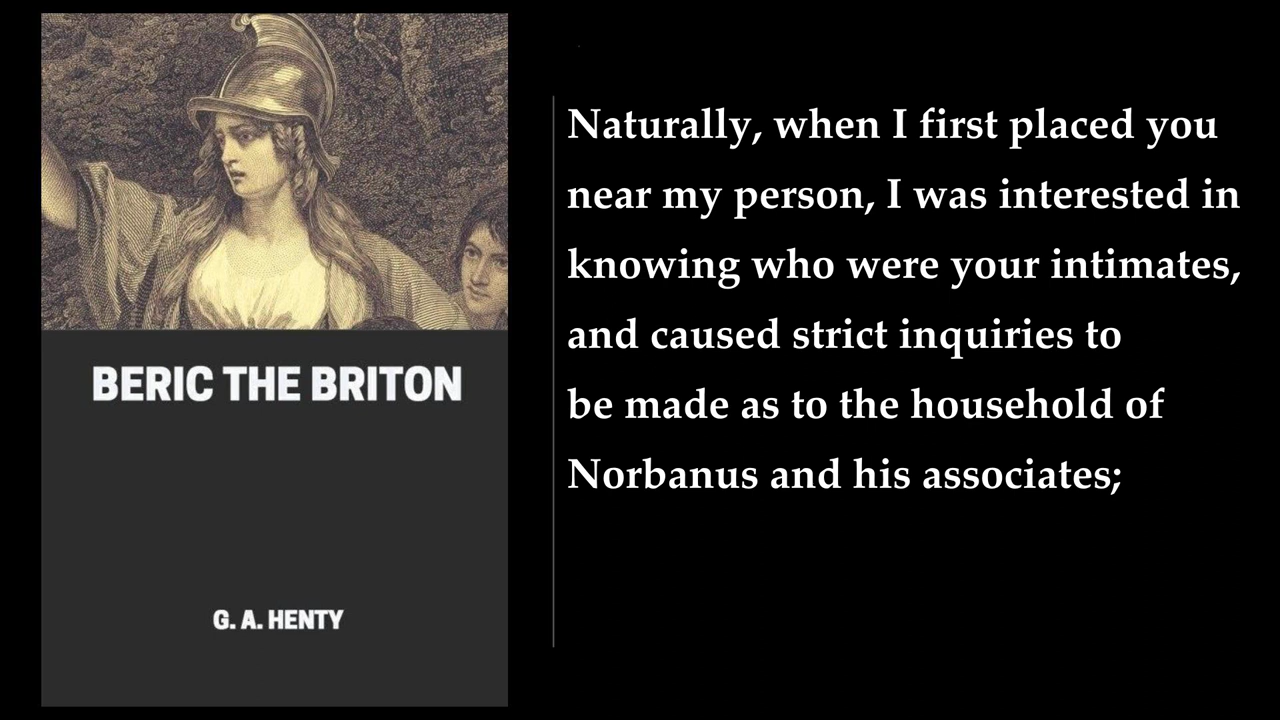 BERIC THE BRITON
G. A. HENTY
Naturally, when I first placed you
near my person, I was interested in
knowing who were your intimates,
and caused strict inquiries to
be made as to the household of
Norbanus and his associates;